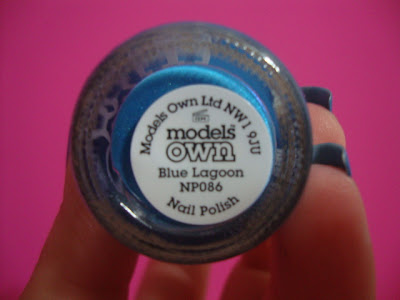 Models Own Ltd NW1 9JU
models
own
Blue Lagoon
NP086
Nail Polish